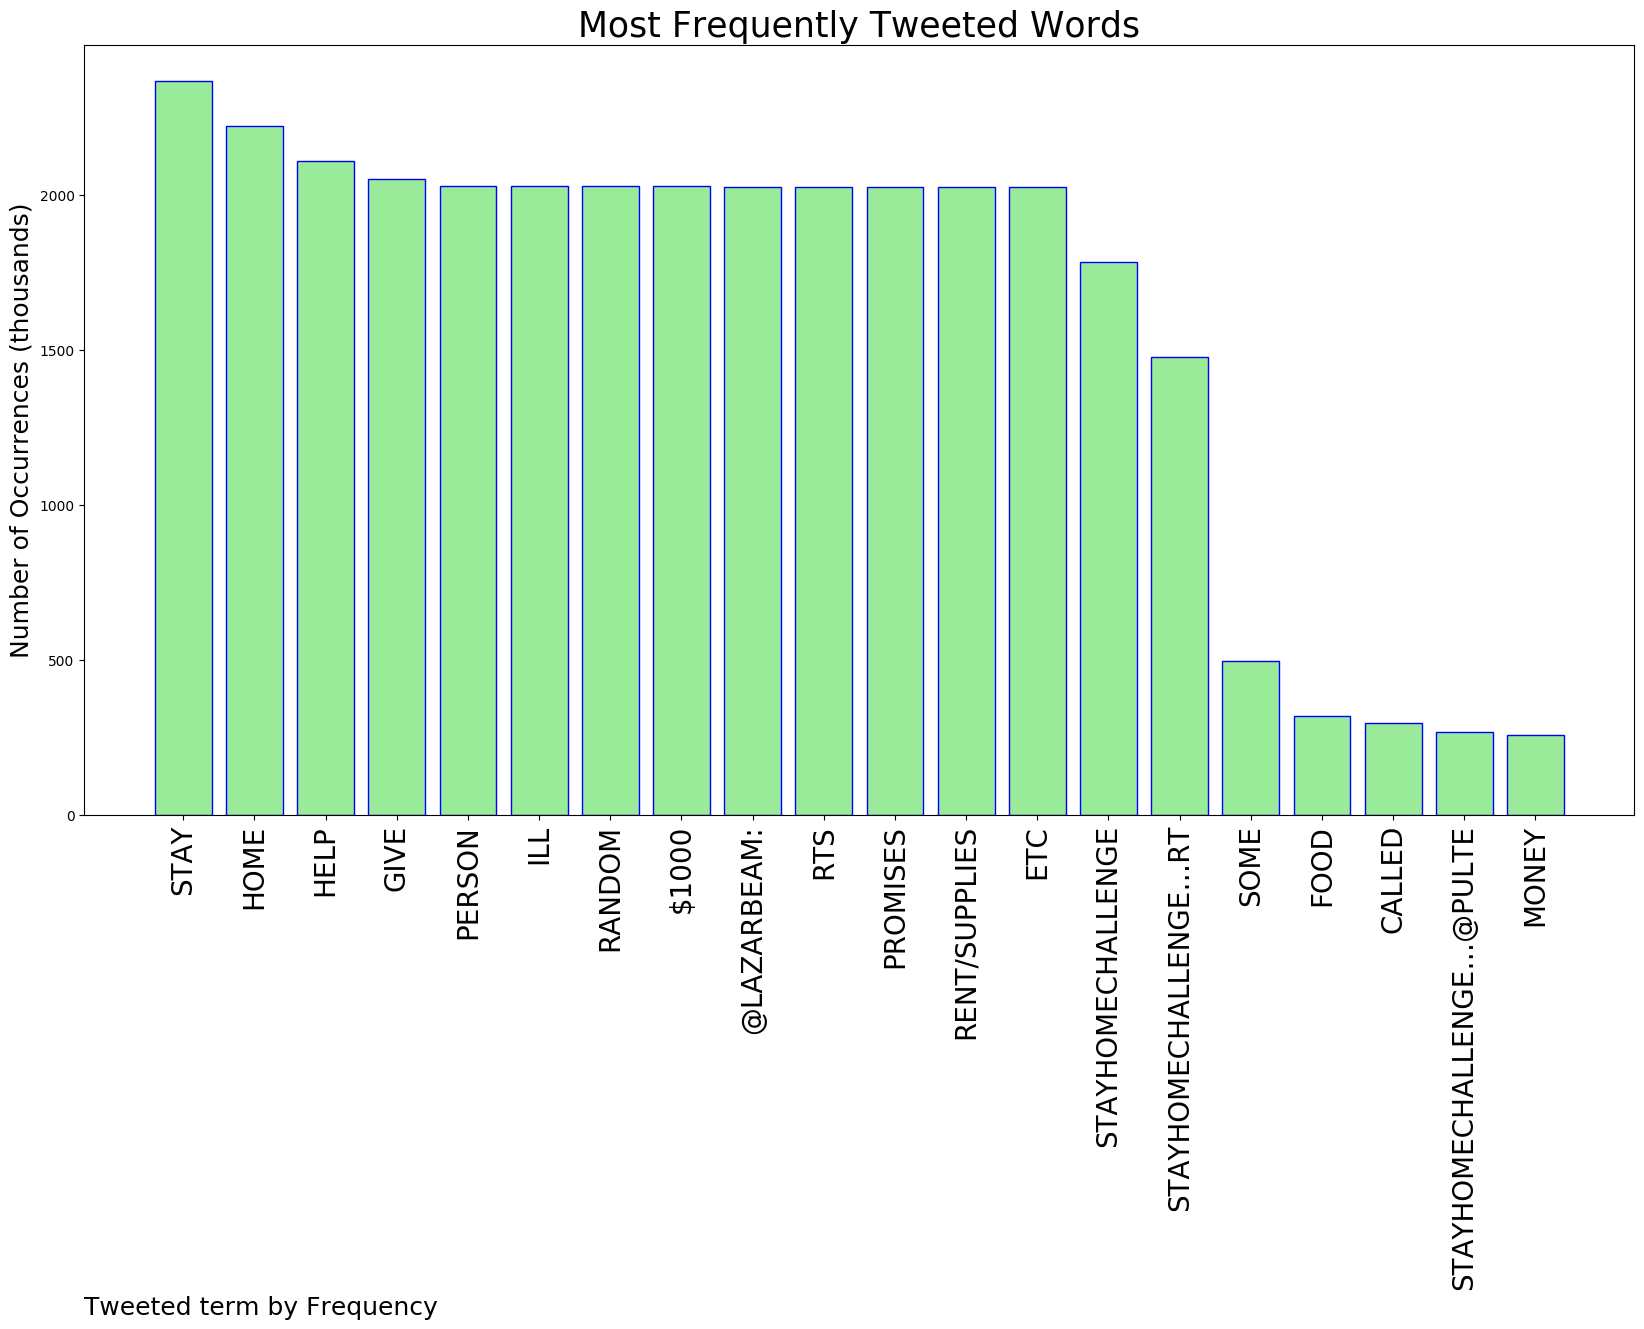 Most Frequently Tweeted Words
Number of Occurrences (thousands)
2000
1500
1000
500
0
STAY
HOME
HELP
GIVE
PERSON
ILL
RANDOM
$1000
@LAZARBEAM:
RTS
PROMISES
RENT/SUPPLIES
ETC
STAYHOMECHALLENGE
STAYHOMECHALLENGE...RT
SOME
FOOD
CALLED
STAYHOMECHALLENGE...@PULTE
MONEY
Tweeted term by Frequency